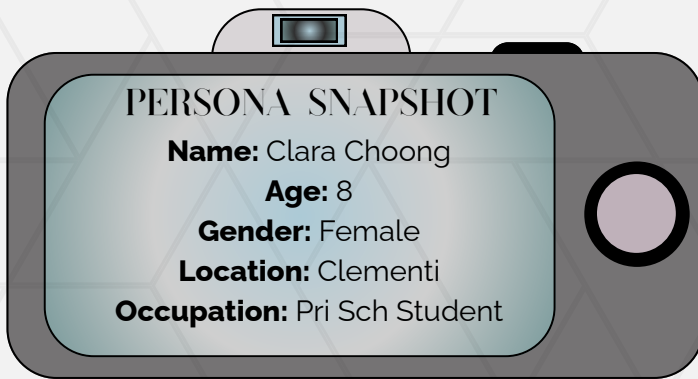 PERSONA SNAPSHOT
Name: Clara Choong
Age: 8
Gender: Female
Location: Clementi
Occupation: Pri Sch Student